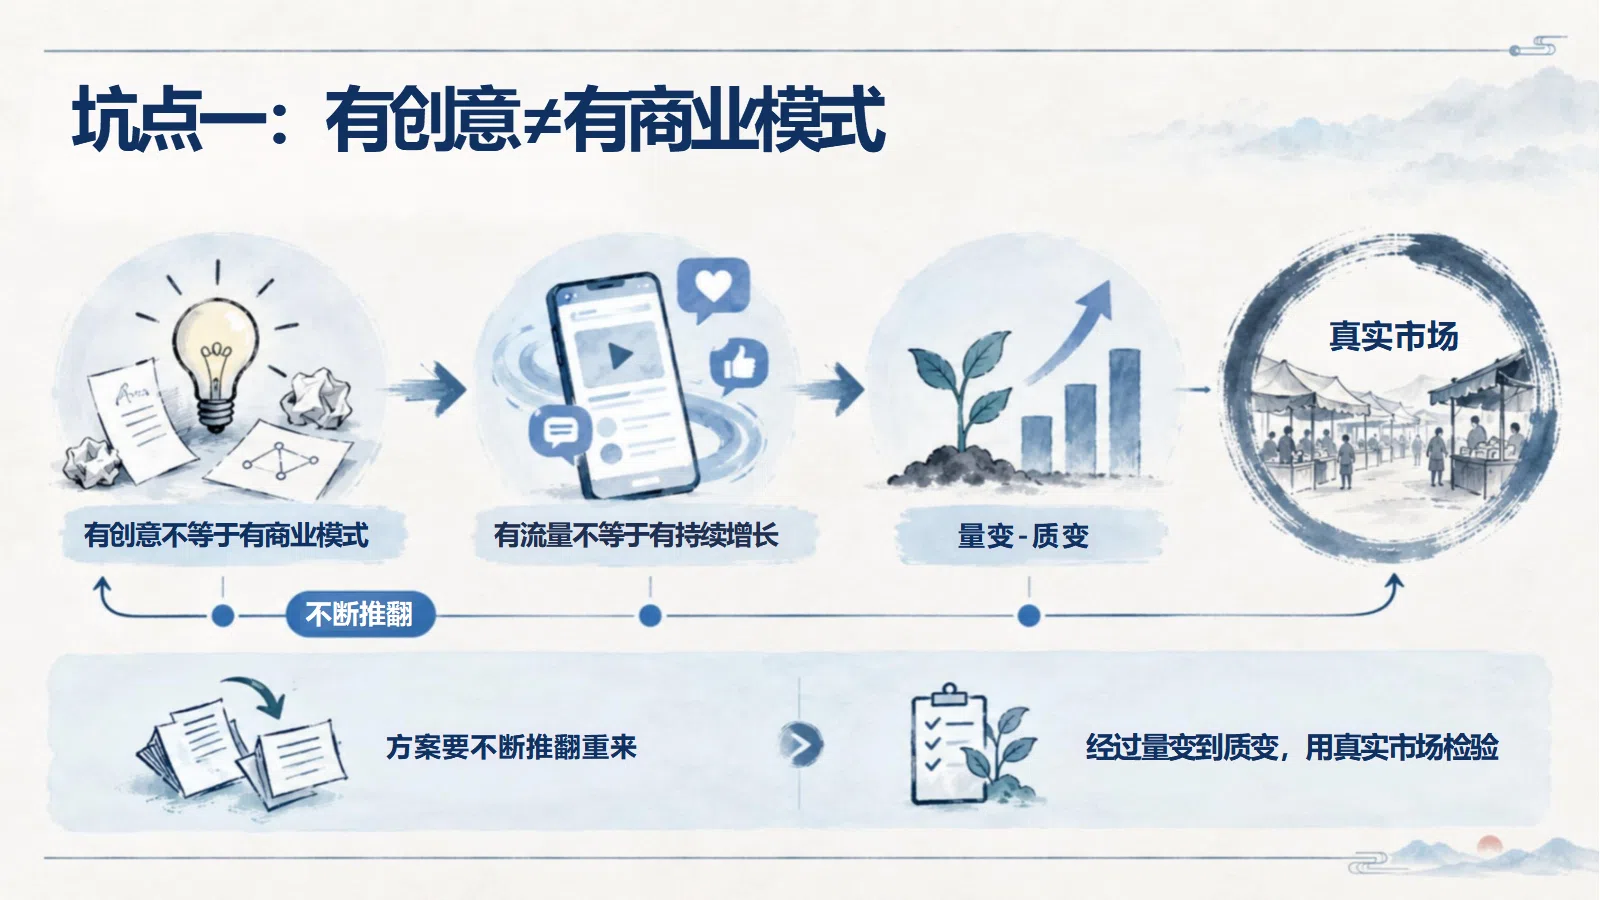 坑点一：有创意≠有商业模式
真实市场
有创意不等于有商业模式
有流量不等于有持续增长
量变-质变
不断推翻
方案要不断推翻重来
经过量变到质变，用真实市场检验